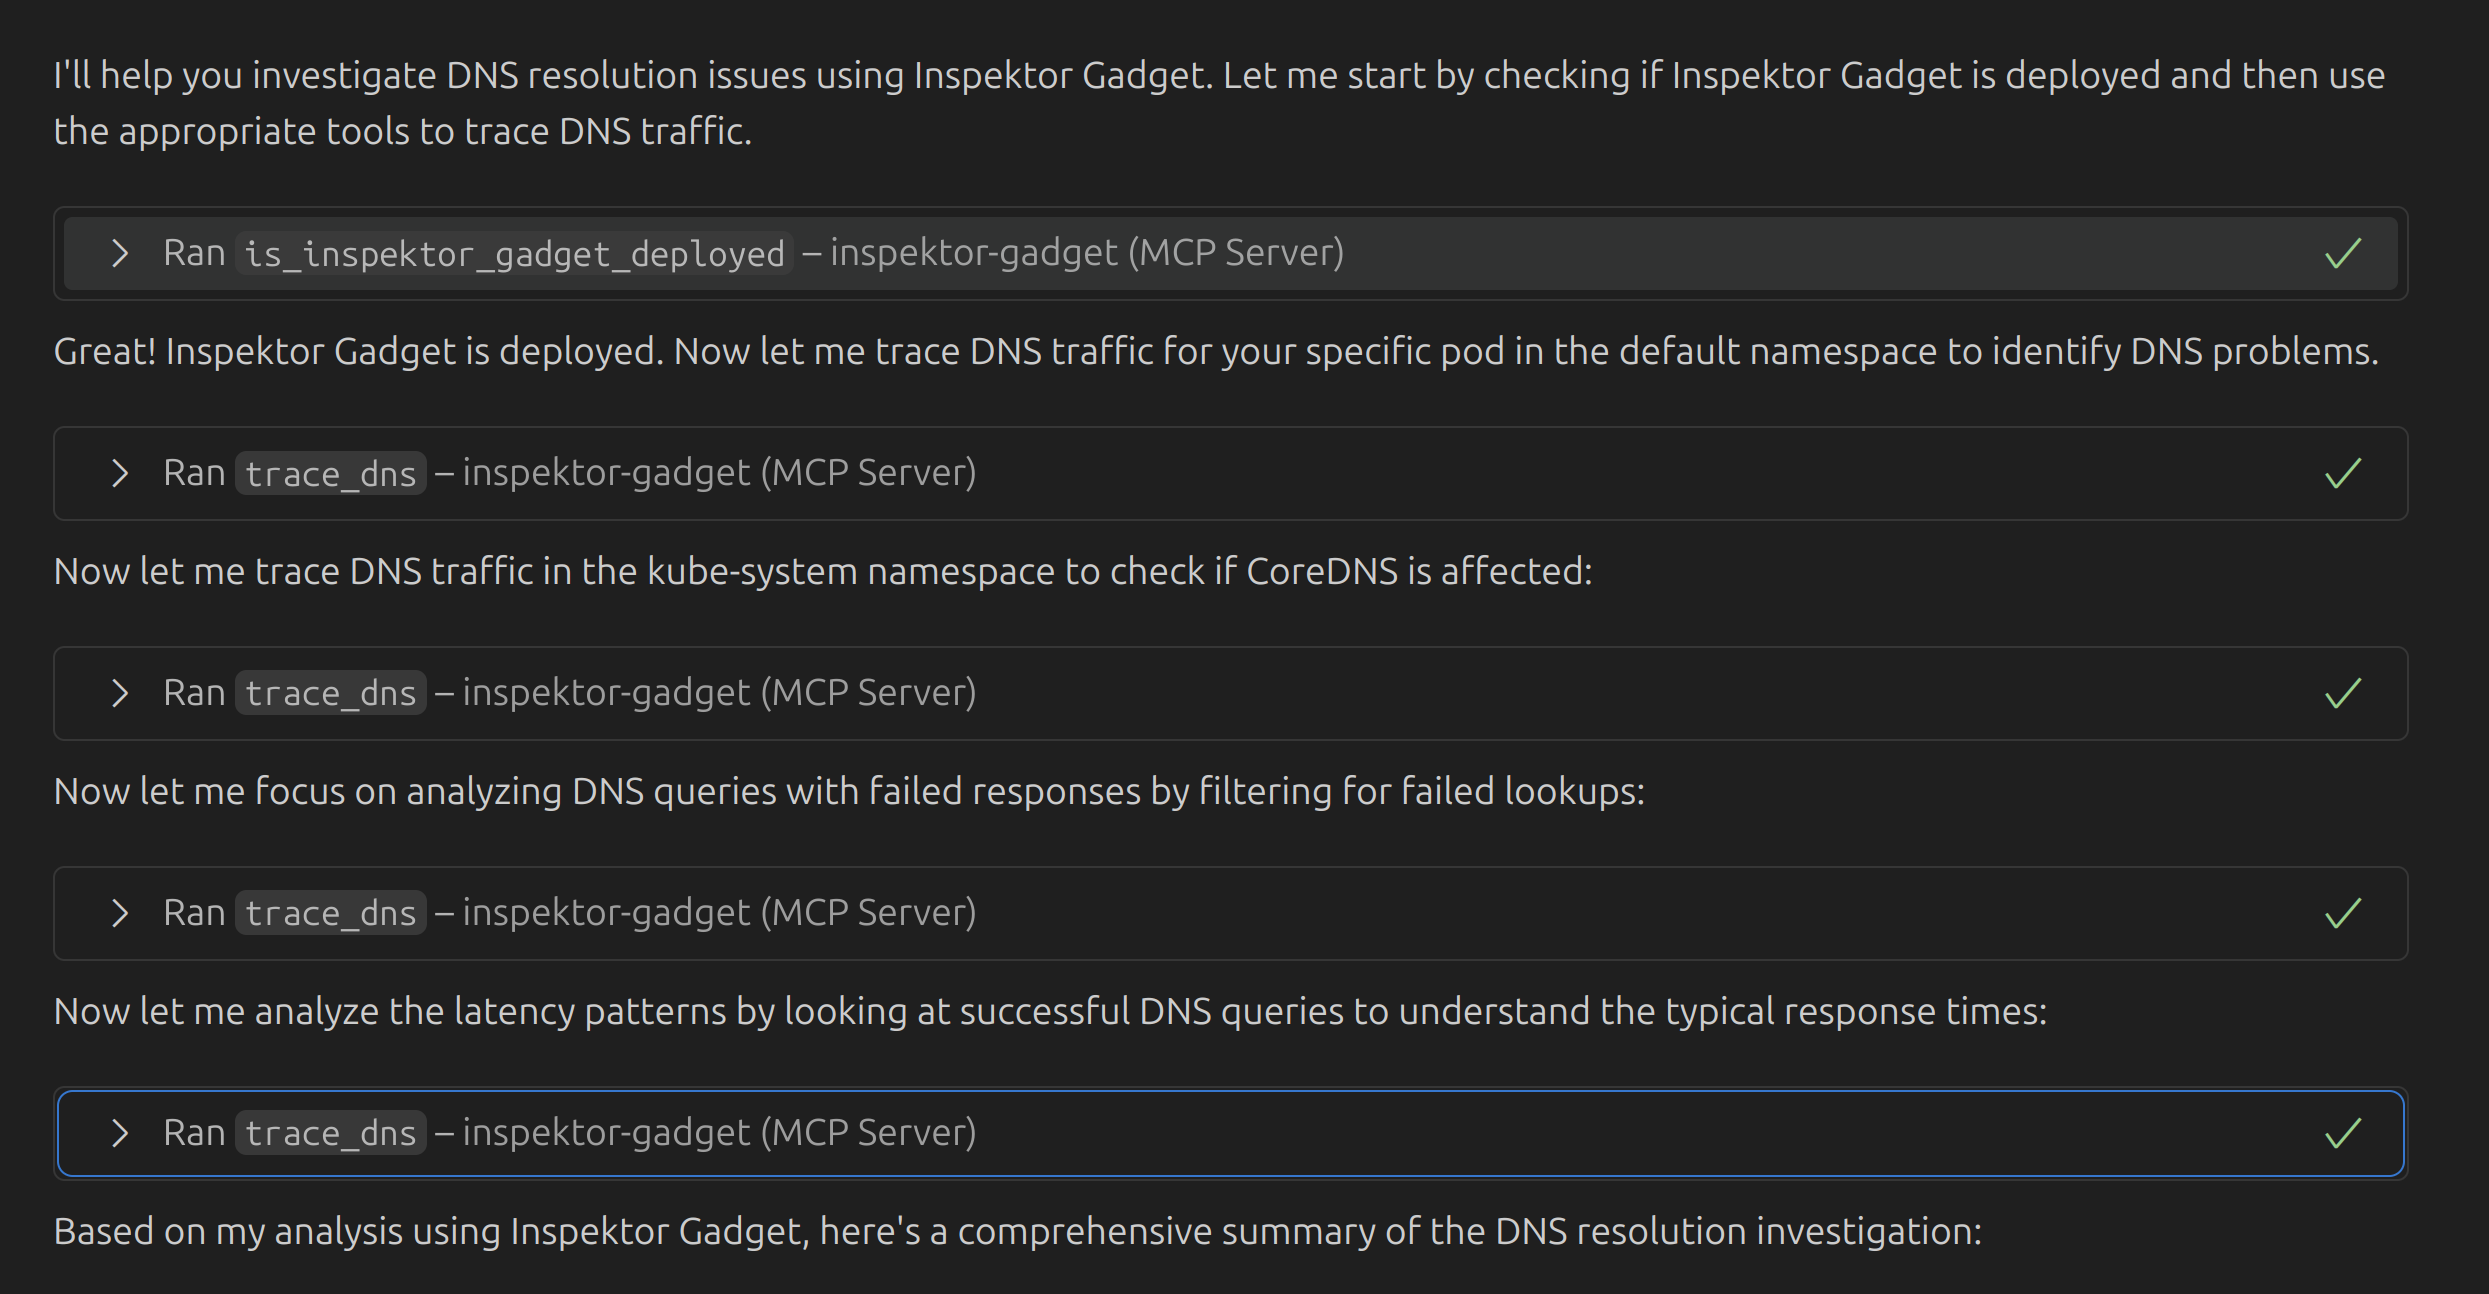 I'll help you investigate DNS resolution issues using Inspektor Gadget. Let me start by checking if Inspektor Gadget is deployed and then use
the appropriate tools to trace DNS traffic.
Ran is_inspektor_gadget_deployed – inspektor-gadget (MCP Server)
Great! Inspektor Gadget is deployed. Now let me trace DNS traffic for your specific pod in the default namespace to identify DNS problems.
Ran trace_dns – inspektor-gadget (MCP Server)
Now let me trace DNS traffic in the kube-system namespace to check if CoreDNS is affected:
Ran trace_dns – inspektor-gadget (MCP Server)
Now let me focus on analyzing DNS queries with failed responses by filtering for failed lookups:
Ran trace_dns – inspektor-gadget (MCP Server)
Now let me analyze the latency patterns by looking at successful DNS queries to understand the typical response times:
Ran trace_dns – inspektor-gadget (MCP Server)
Based on my analysis using Inspektor Gadget, here's a comprehensive summary of the DNS resolution investigation: